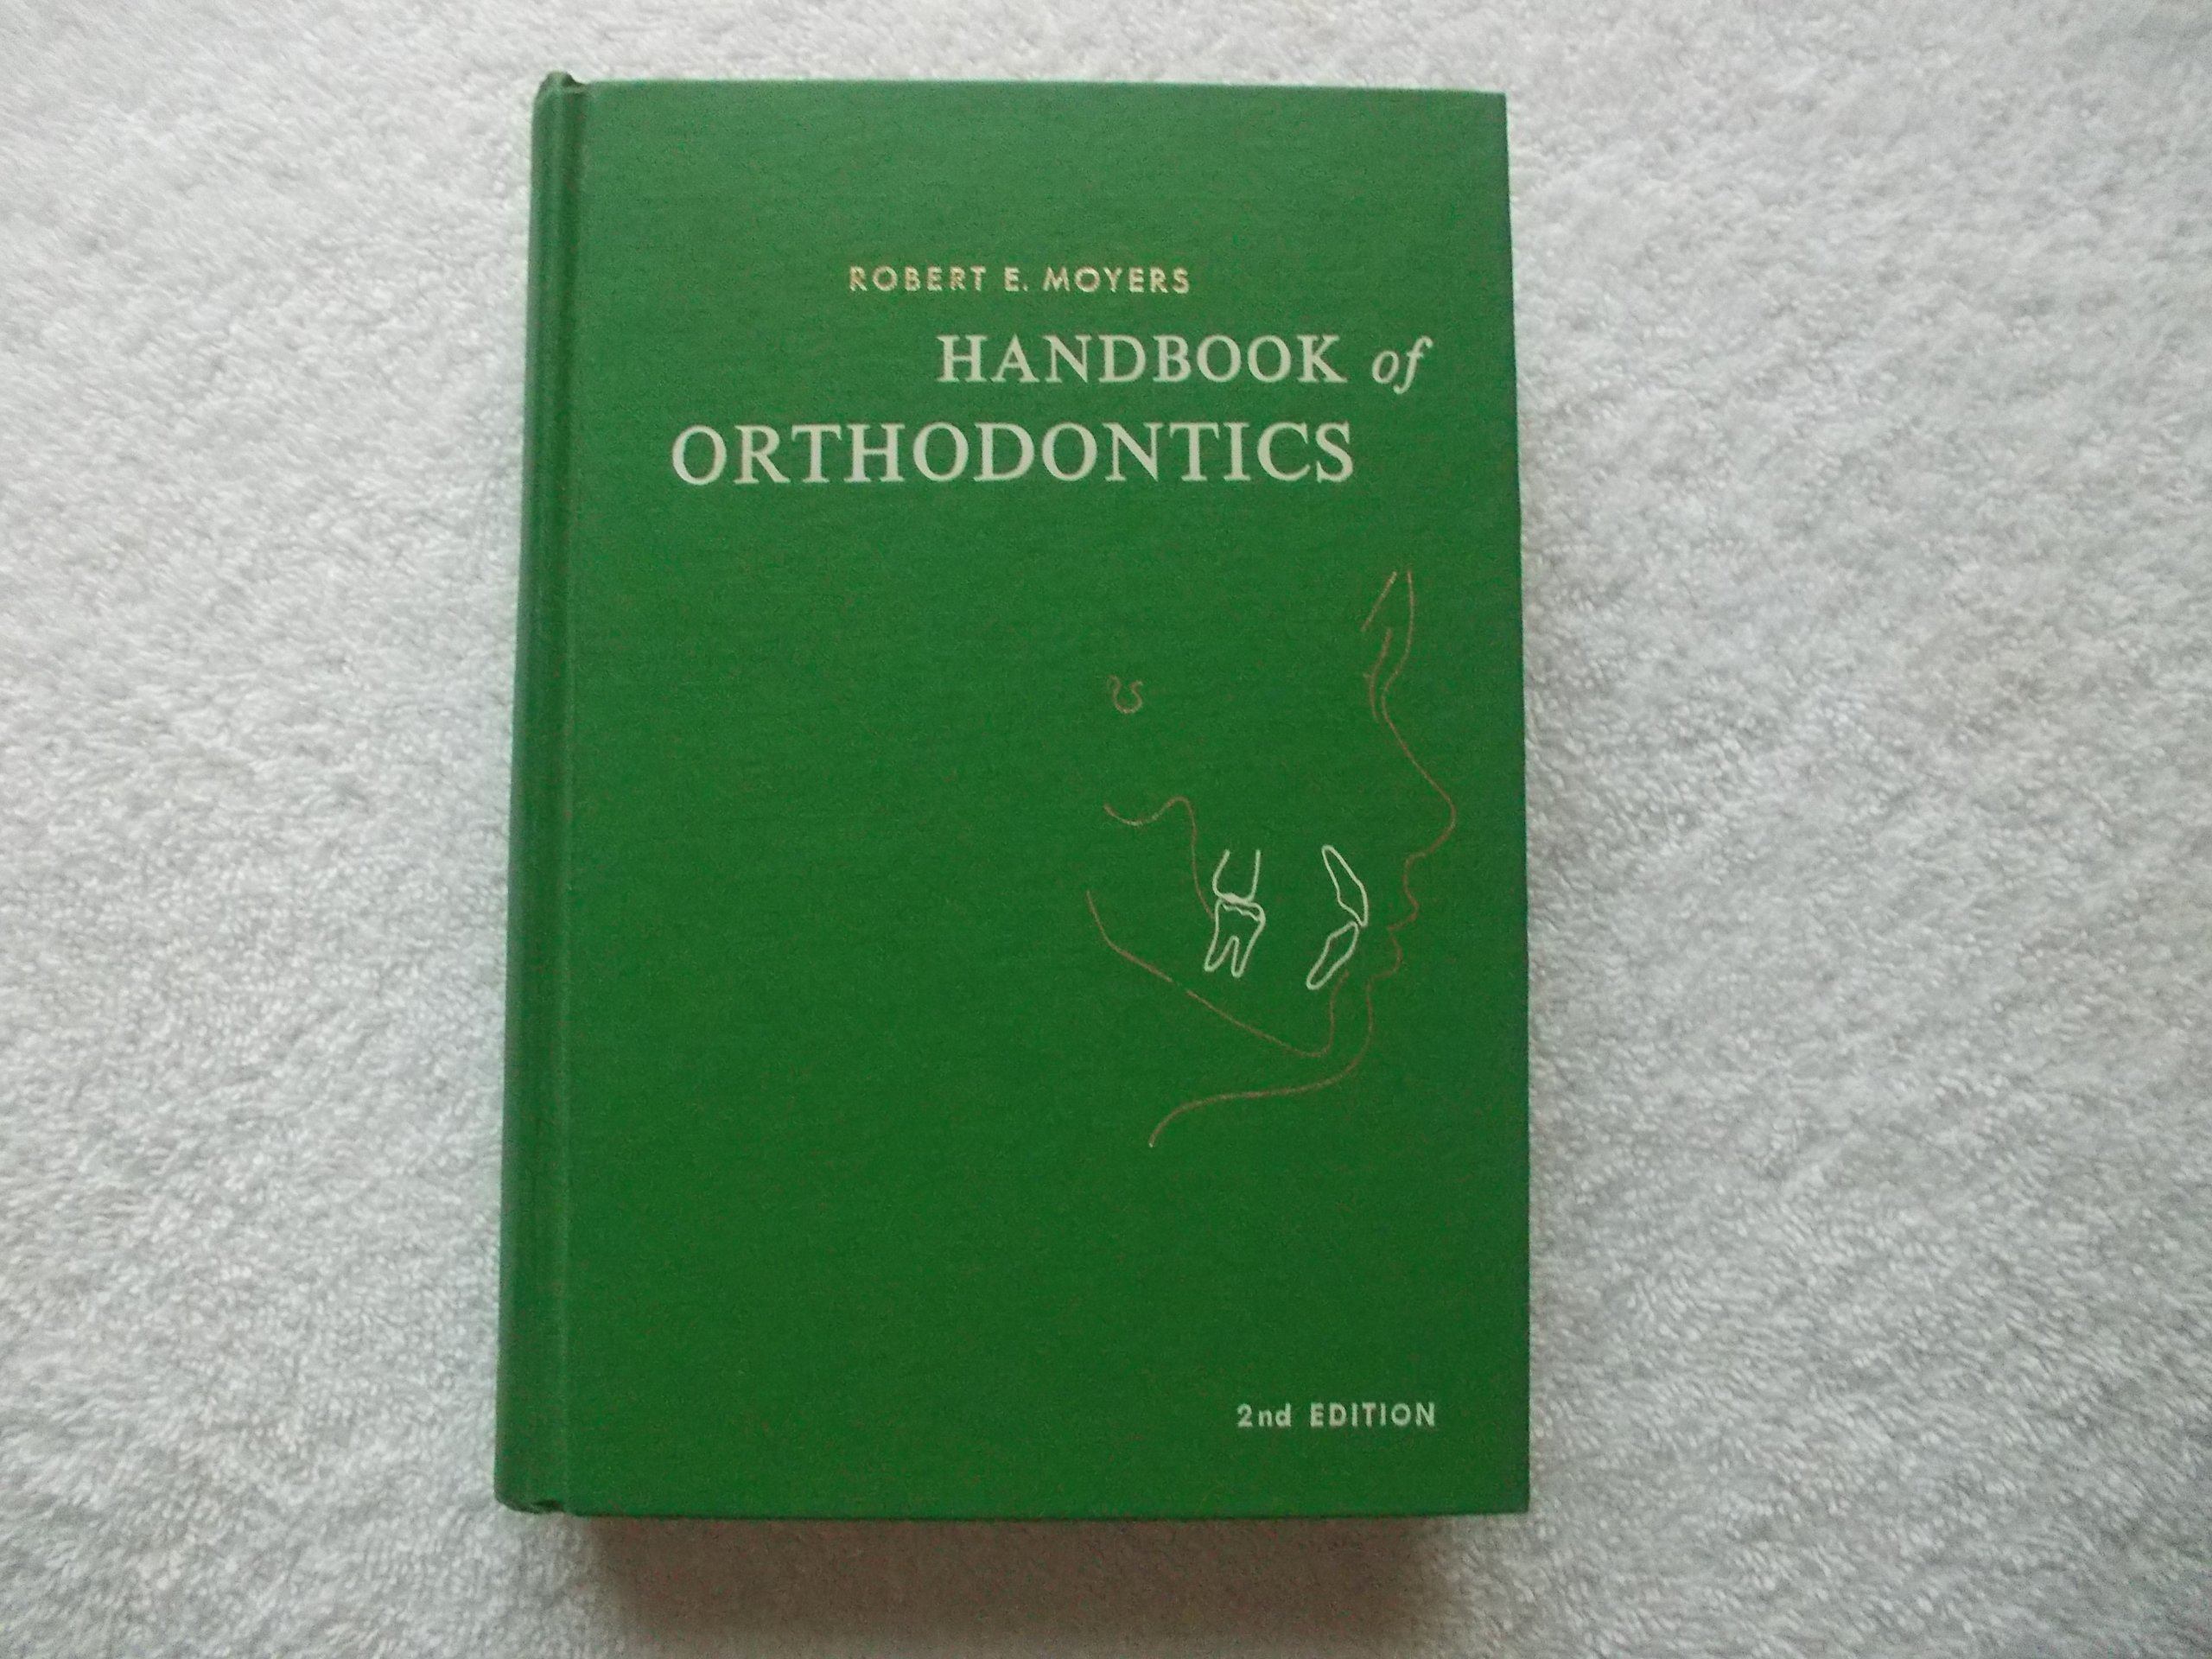 ROBERT E. MOYERS
HANDBOOK of
ORTHODONTICS
2nd EDITION